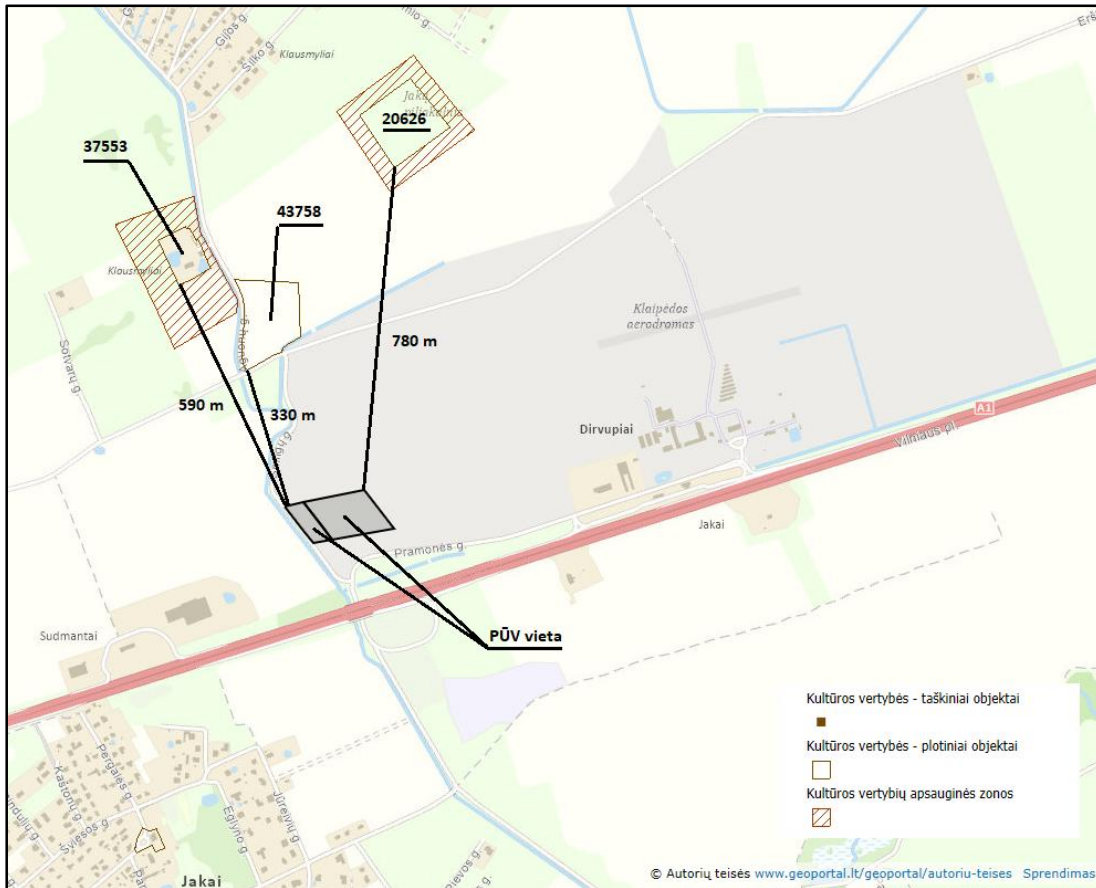 Gijos g.
Šilko g.
Klausmyliai
Jakų
piliakalnis
20626
37553
43758
Klausmyliai
Sotvarų g.
780 m
590 m
330 m
Klaipėdos
aerodromas
Dirvupiai
A1
Vilniaus pl.
Jakai
Pramonės g.
Sudmantai
PŪV vieta
Pergalės g.
Kaštonų g.
Šviesos g.
Eglyno g.
Jūreivių g.
Jakai
Kultūros vertybės - taškiniai objektai
Kultūros vertybės - plotiniai objektai
Kultūros vertybių apsauginės zonos
© Autorių teisės www.geoportal.lt/geoportal/autoriu-teises Sprendimas